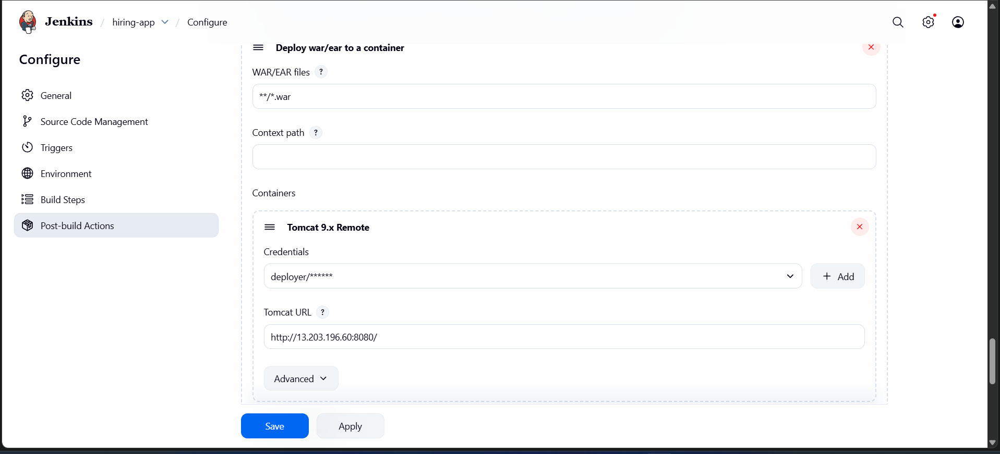 Jenkins / hiring-app / Configure
Configure
General
Source Code Management
Triggers
Environment
Build Steps
Post-build Actions
Deploy war/ear to a container
WAR/EAR files ?
**/*.war
Context path ?
Containers
Tomcat 9.x Remote
Credentials
deployer/******
+ Add
Tomcat URL ?
http://13.203.196.60:8080/
Advanced
Save
Apply